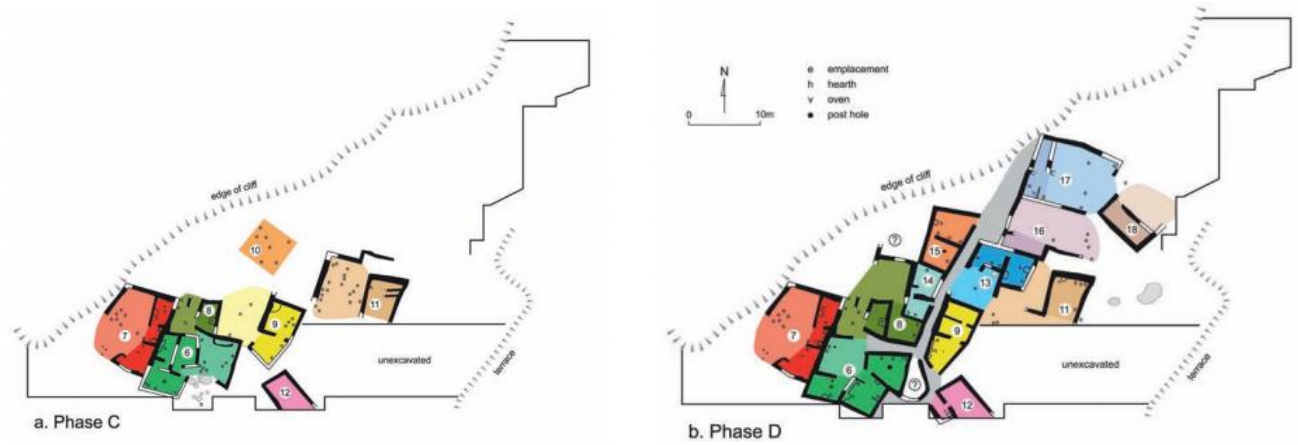 edge of cliff
10
11
8
7
9
6
unexcavated
terrace
12
a. Phase C
N
0 10m
e emplacement
h hearth
v oven
• post hole
edge of cliff
17
?
18
16
15
14
13
11
8
9
7
6
unexcavated
terrace
?
12
b. Phase D